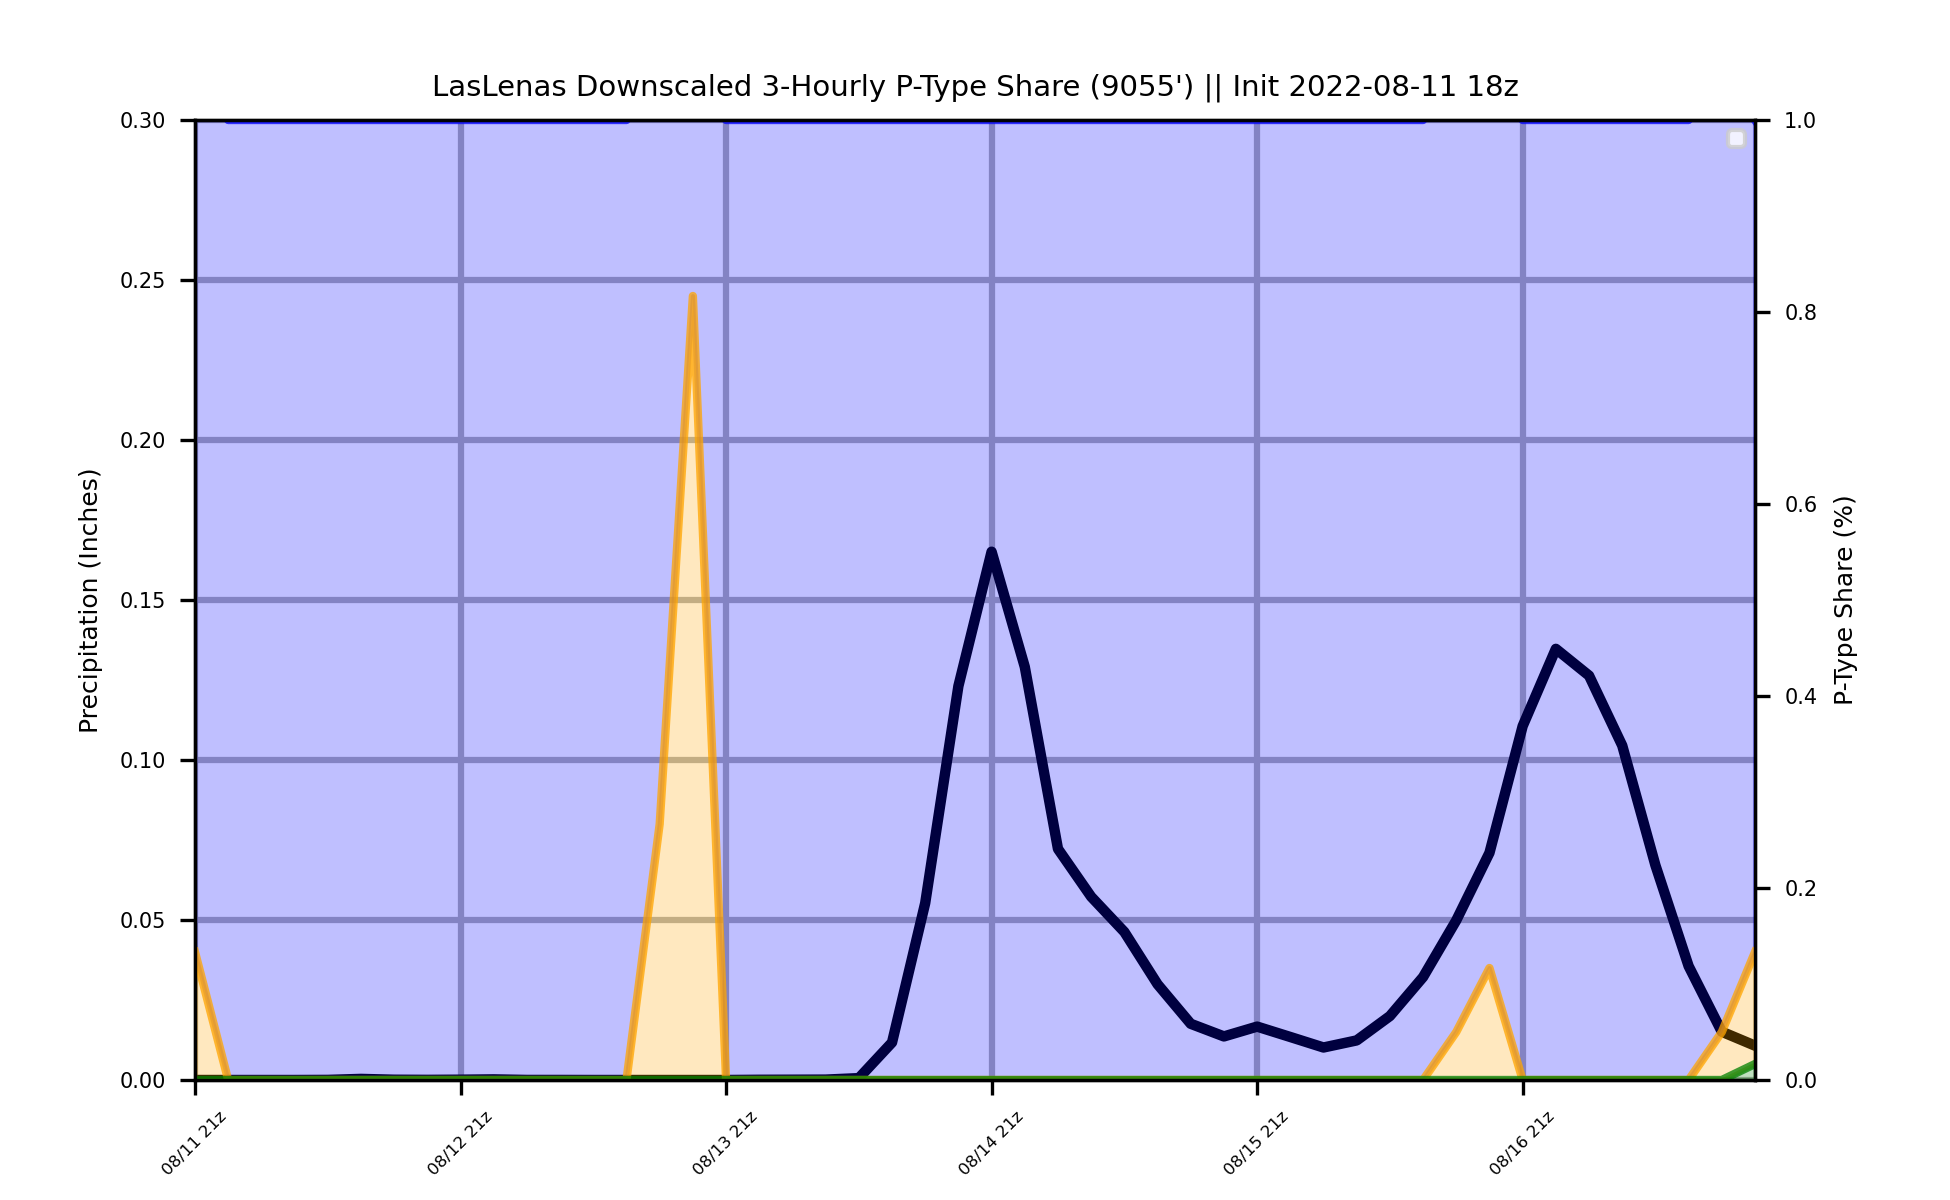 LasLenas Downscaled 3-Hourly P-Type Share (9055') || Init 2022-08-11 18z
0.30
0.25
0.20
0.15
0.10
0.05
0.00
Precipitation (Inches)
1.0
0.8
0.6
0.4
0.2
0.0
P-Type Share (%)
08/11 21z
08/12 21z
08/13 21z
08/14 21z
08/15 21z
08/16 21z